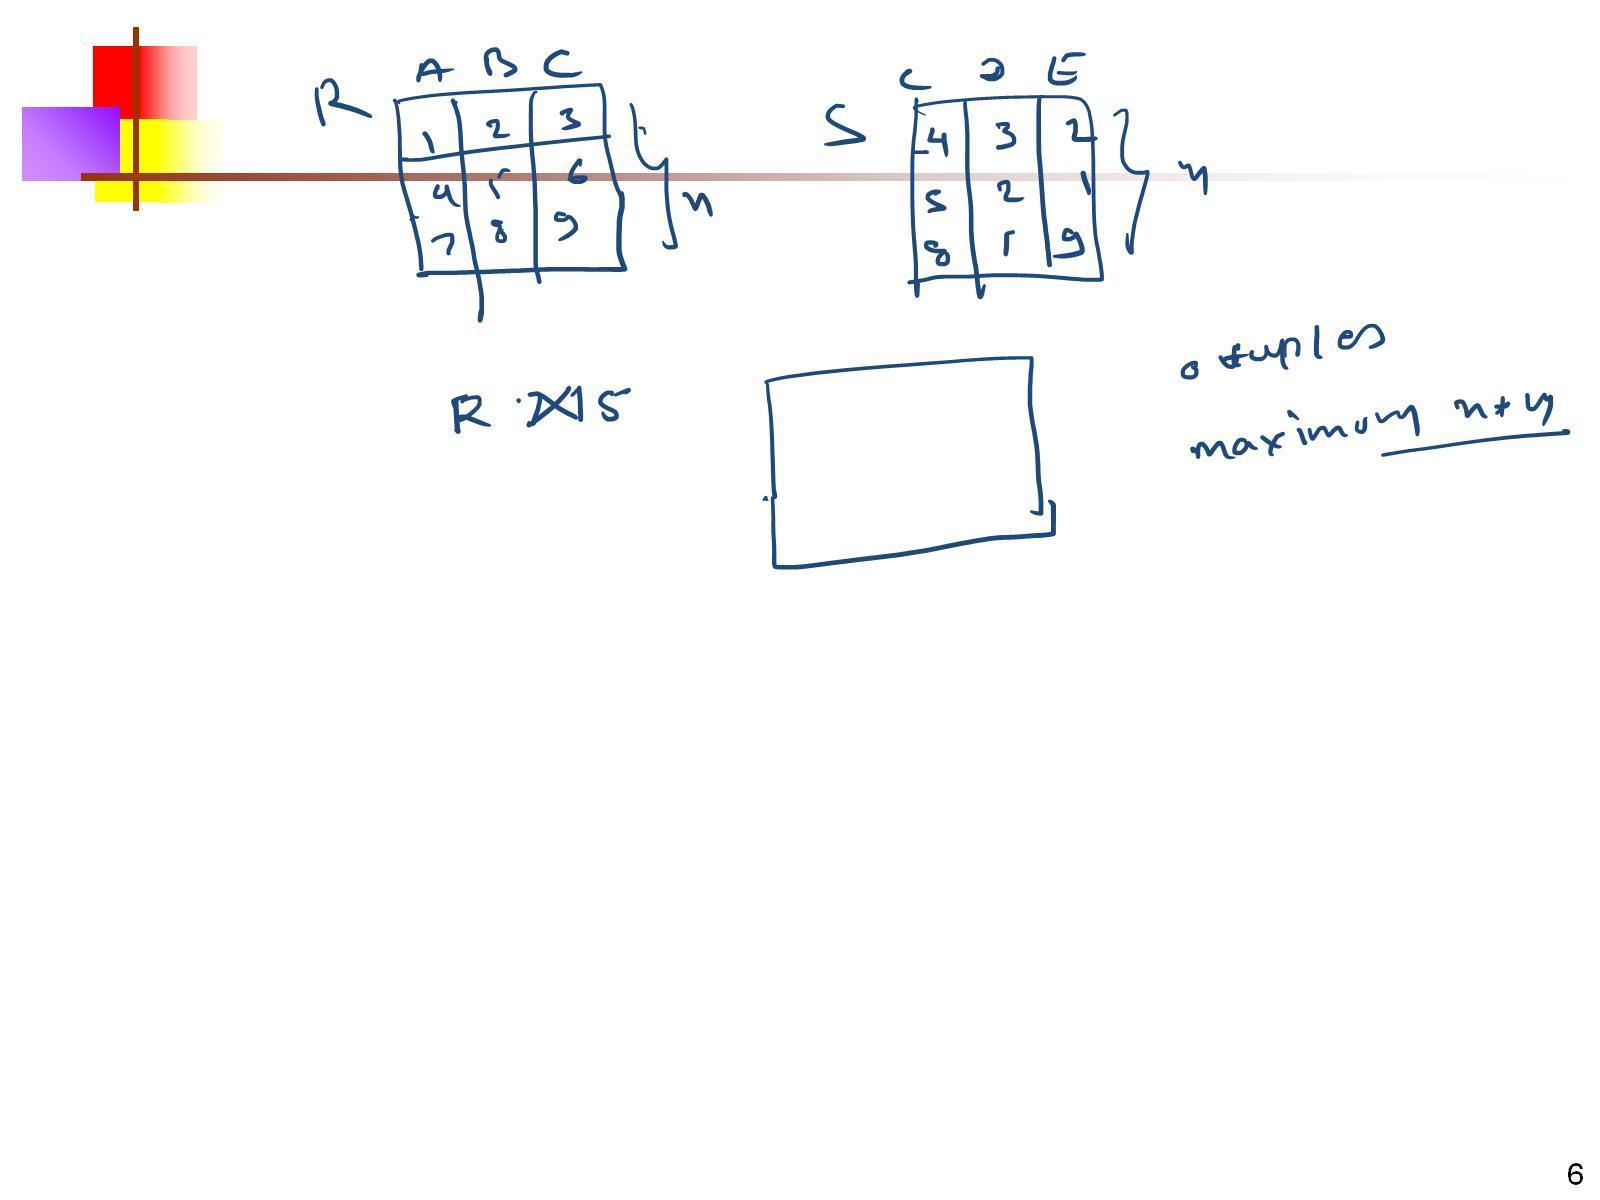 A B C
R
1 2 3
4 5 6
7 8 9
n
C D E
S
4 3 2
5 2 1
8 1 9
R ⋈ S
0 tuples
maximum n * y
6